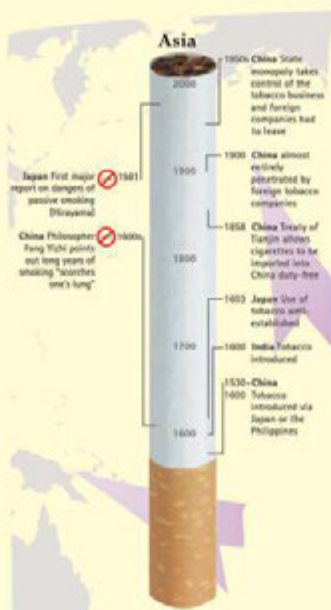 Asia
1950s China State
monopoly takes
control of the
tobacco business
and foreign
companies had
to leave
2000
Japan First major
report on dangers of
passive smoking
(Hirayama)
1981
1900 China almost
entirely
penetrated by
foreign tobacco
companies
1900
China Philosopher
Fang Yizhi points
out long years of
smoking "scorches
one's lung"
1600s
1858 China Treaty of
Tianjin allows
cigarettes to be
imported into
China duty-free
1800
1603 Japan Use of
tobacco well-
established
1700
1600 India Tobacco
introduced
1530– China
1600 Tobacco
introduced via
Japan or the
Philippines
1600